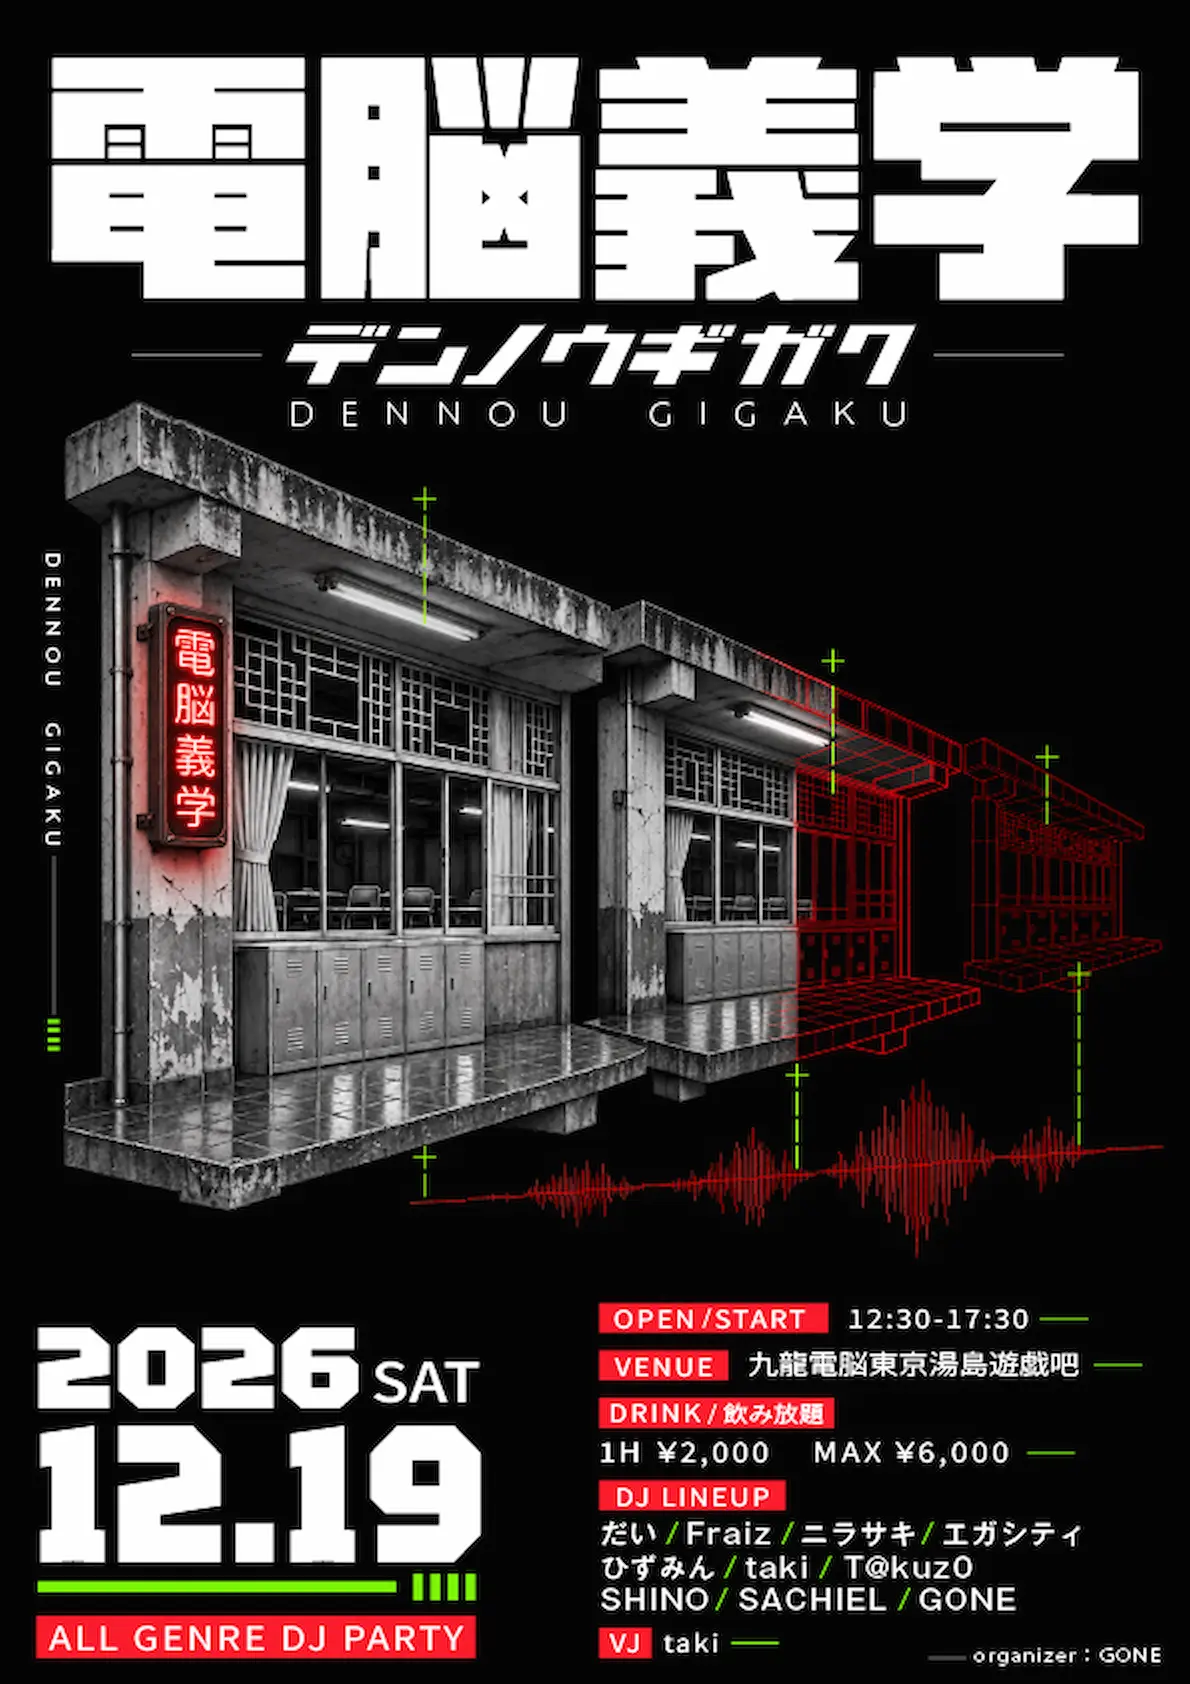 電脳義学
デンノウギガク
DENNOU GIGAKU
DENNOU GIGAKU
電脳義学
2026 SAT
12.19
ALL GENRE DJ PARTY
OPEN/START 12:30-17:30
VENUE 九龍電脳東京湯島遊戯吧
DRINK/飲み放題
1H ¥2,000 MAX ¥6,000
DJ LINEUP
だい/Fraiz/ニラサキ/エガシティ
ひずみん/taki/T@kuz0
SHINO/SACHIEL/GONE
VJ taki
organizer:GONE